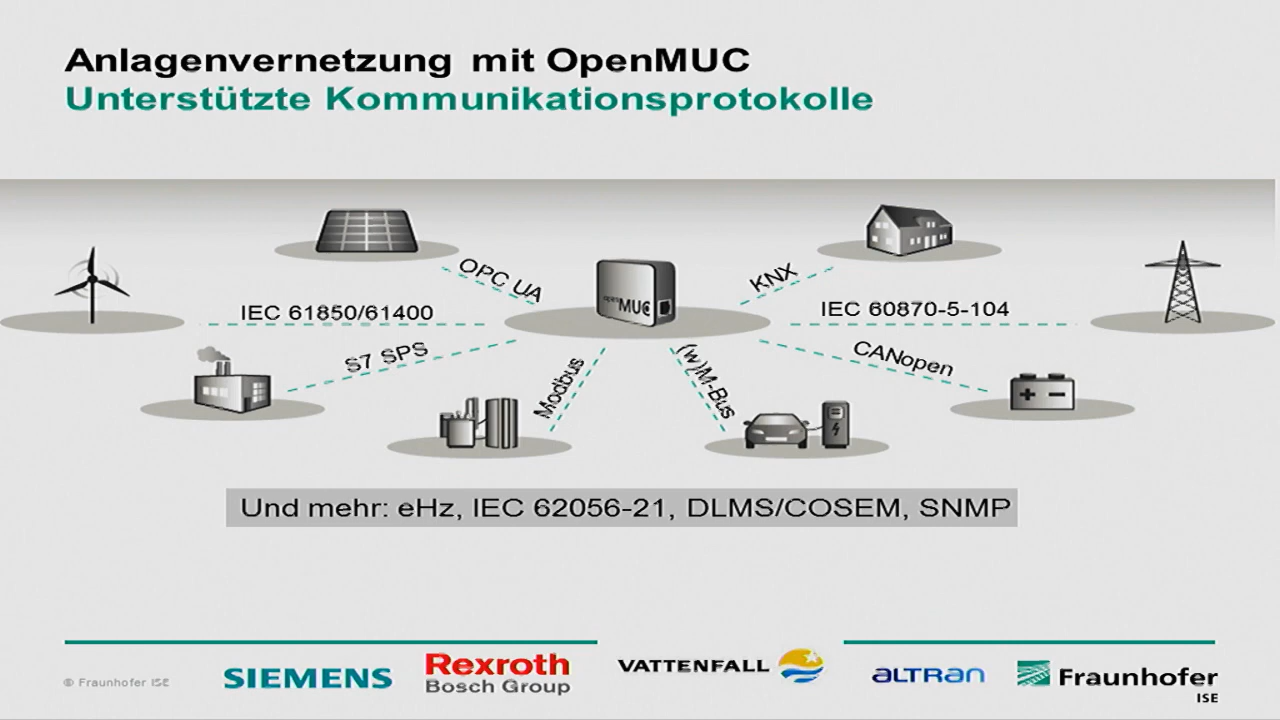 Anlagenvernetzung mit OpenMUC
Unterstützte Kommunikationsprotokolle
OPC UA
KNX
openMUC
IEC 61850/61400
IEC 60870-5-104
S7 SPS
Modbus
(w)M-Bus
CANopen
Und mehr: eHz, IEC 62056-21, DLMS/COSEM, SNMP
© Fraunhofer ISE
SIEMENS
Rexroth
Bosch Group
VATTENFALL
ALTRAN
Fraunhofer
ISE